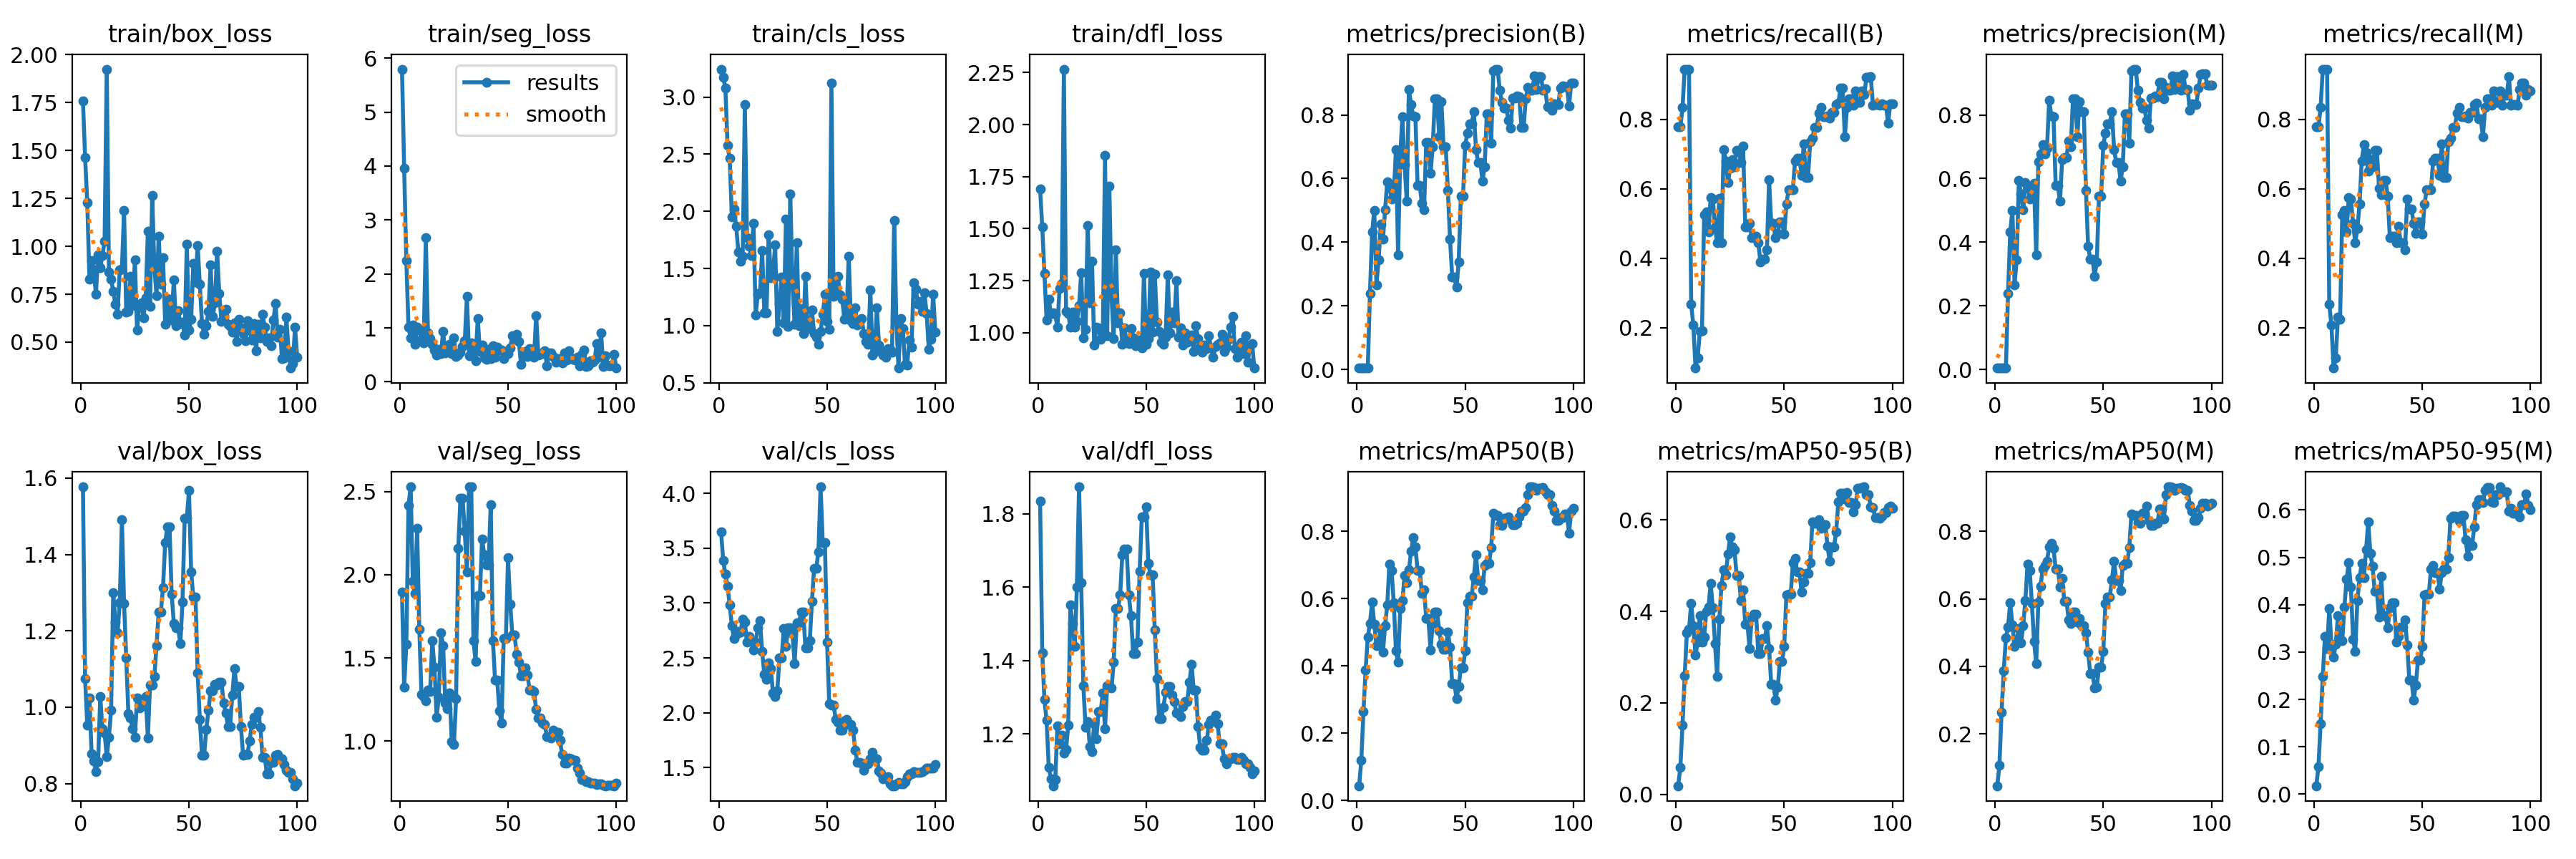 train/box_loss
2.00
1.75
1.50
1.25
1.00
0.75
0.50
0 50 100
train/seg_loss
results
smooth
6
5
4
3
2
1
0
0 50 100
train/cls_loss
3.0
2.5
2.0
1.5
1.0
0.5
0 50 100
train/dfl_loss
2.25
2.00
1.75
1.50
1.25
1.00
0 50 100
metrics/precision(B)
0.8
0.6
0.4
0.2
0.0
0 50 100
metrics/recall(B)
0.8
0.6
0.4
0.2
0 50 100
metrics/precision(M)
0.8
0.6
0.4
0.2
0.0
0 50 100
metrics/recall(M)
0.8
0.6
0.4
0.2
0 50 100
val/box_loss
1.6
1.4
1.2
1.0
0.8
0 50 100
val/seg_loss
2.5
2.0
1.5
1.0
0 50 100
val/cls_loss
4.0
3.5
3.0
2.5
2.0
1.5
0 50 100
val/dfl_loss
1.8
1.6
1.4
1.2
0 50 100
metrics/mAP50(B)
0.8
0.6
0.4
0.2
0.0
0 50 100
metrics/mAP50-95(B)
0.6
0.4
0.2
0.0
0 50 100
metrics/mAP50(M)
0.8
0.6
0.4
0.2
0 50 100
metrics/mAP50-95(M)
0.6
0.5
0.4
0.3
0.2
0.1
0.0
0 50 100